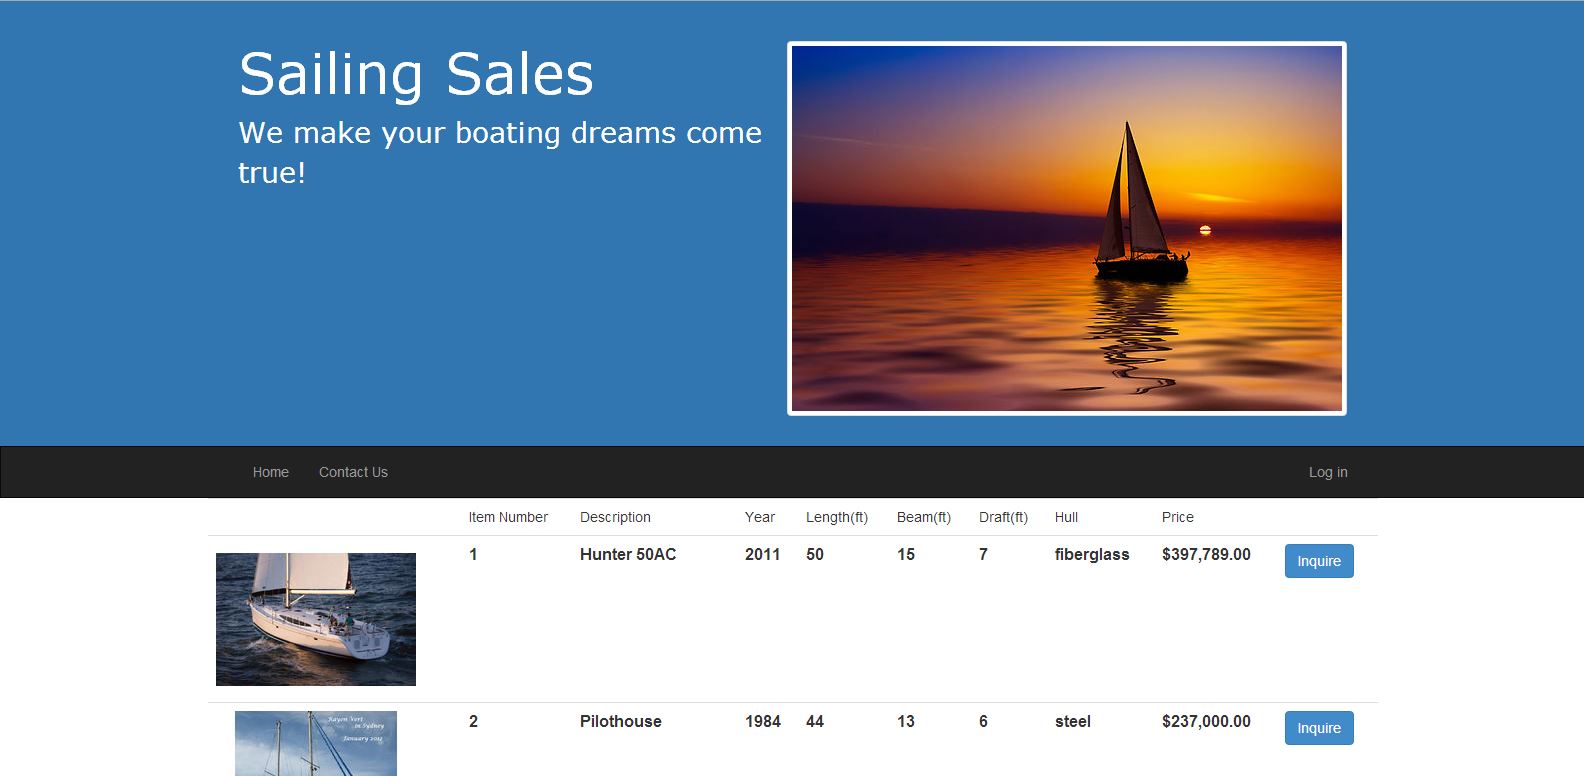 Sailing Sales
We make your boating dreams come
true!
Home Contact Us Log in
Item Number Description Year Length(ft) Beam(ft) Draft(ft) Hull Price
1 Hunter 50AC 2011 50 15 7 fiberglass $397,789.00 Inquire
2 Pilothouse 1984 44 13 6 steel $237,000.00 Inquire
Rayon Vert
in Sydney
January 2012